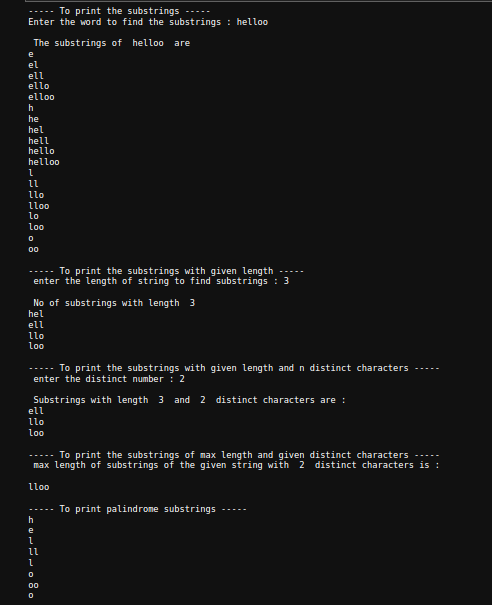 ----- To print the substrings -----
Enter the word to find the substrings : helloo
The substrings of  helloo  are
e
el
ell
ello
elloo
h
he
hel
hell
hello
helloo
l
ll
llo
lloo
lo
loo
o
oo
----- To print the substrings with given length -----
enter the length of string to find substrings : 3
No of substrings with length  3
hel
ell
llo
loo
----- To print the substrings with given length and n distinct characters -----
enter the distinct number : 2
Substrings with length  3  and  2  distinct characters are :
ell
llo
loo
----- To print the substrings of max length and given distinct characters -----
max length of substrings of the given string with  2  distinct characters is :
lloo
----- To print palindrome substrings -----
h
e
l
ll
l
o
oo
o